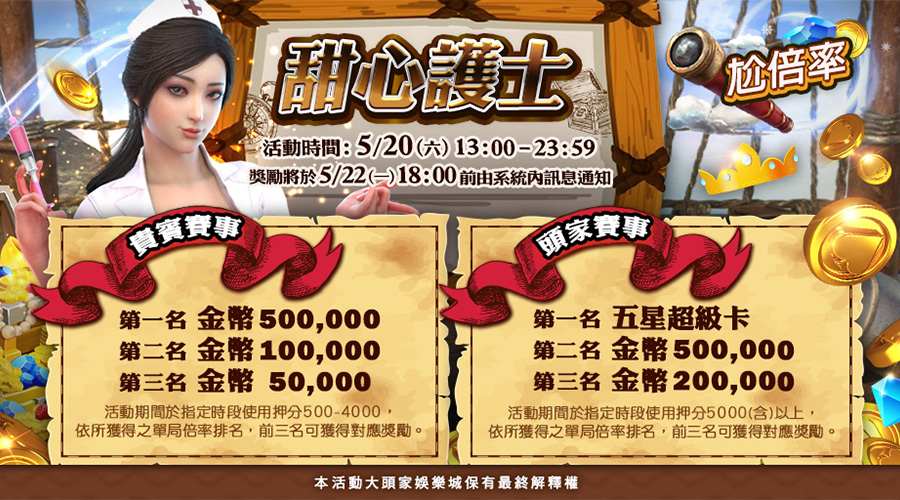 甜心護士
尬倍率
活動時間：5/20(六) 13:00-23:59
獎勵將於5/22(一)18:00前由系統內訊息通知
貴賓賽事
第一名 金幣 500,000
第二名 金幣 100,000
第三名 金幣 50,000
活動期間於指定時段使用押分500-4000，
依所獲得之單局倍率排名，前三名可獲得對應獎勵。
頭家賽事
第一名 五星超級卡
第二名 金幣 500,000
第三名 金幣 200,000
活動期間於指定時段使用押分5000(含)以上，
依所獲得之單局倍率排名，前三名可獲得對應獎勵。
本活動大頭家娛樂城保有最終解釋權